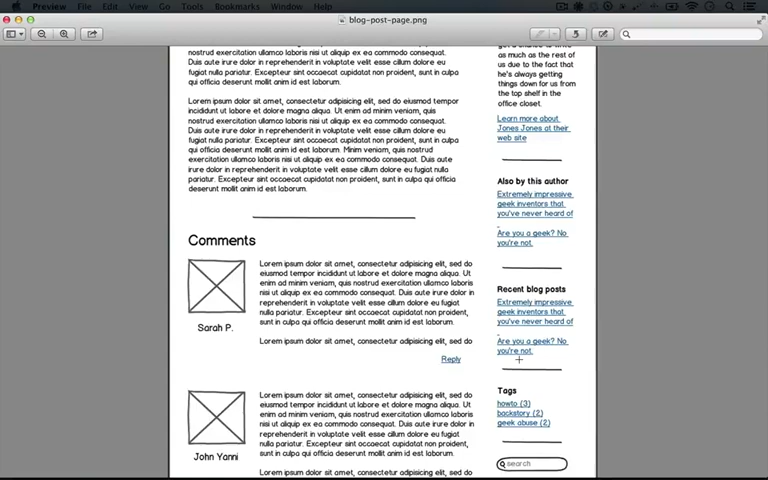 Preview File Edit View Go Tools Bookmarks Window Help
blog-post-page.png
nostrud exercitation ullamco laboris nisi ut aliquip ex ea commodo consequat.
Duis aute irure dolor in reprehenderit in voluptate velit esse cillum dolore eu
fugiat nulla pariatur. Excepteur sint occaecat cupidatat non proident, sunt in culpa
qui officia deserunt mollit anim id est laborum.
Lorem ipsum dolor sit amet, consectetur adipisicing elit, sed do eiusmod tempor
incididunt ut labore et dolore magna aliqua. Ut enim ad minim veniam, quis
nostrud exercitation ullamco laboris nisi ut aliquip ex ea commodo consequat.
Duis aute irure dolor in reprehenderit in voluptate velit esse cillum dolore eu
fugiat nulla pariatur. Excepteur sint occaecat cupidatat non proident, sunt in culpa
qui officia deserunt mollit anim id est laborum. Mnim veniam, quis nostrud
exercitation ullamco laboris nisi ut aliquip ex ea commodo consequat. Duis aute
irure dolor in reprehenderit in voluptate velit esse cillum dolore eu fugiat nulla
pariatur. Excepteur sint occaecat cupidatat non proident, sunt in culpa qui officia
deserunt mollit anim id est laborum.
Comments
Lorem ipsum dolor sit amet, consectetur adipisicing elit, sed do
eiusmod tempor incididunt ut labore et dolore magna aliqua. Ut
enim ad minim veniam, quis nostrud exercitation ullamco laboris
nisi ut aliquip ex ea commodo consequat. Duis aute irure dolor in
reprehenderit in voluptate velit esse cillum dolore eu fugiat nulla
pariatur. Excepteur sint occaecat cupidatat non proident,
sunt in culpa qui officia deserunt mollit anim id est laborum.
Sarah P.
Lorem ipsum dolor sit amet, consectetur adipisicing elit, sed do
Reply
Lorem ipsum dolor sit amet, consectetur adipisicing elit, sed do
eiusmod tempor incididunt ut labore et dolore magna aliqua. Ut
enim ad minim veniam, quis nostrud exercitation ullamco laboris
nisi ut aliquip ex ea commodo consequat. Duis aute irure dolor in
reprehenderit in voluptate velit esse cillum dolore eu fugiat
nulla pariatur. Excepteur sint occaecat cupidatat non proident,
sunt in culpa qui officia deserunt mollit anim id est laborum.
John Yanni
Lorem ipsum dolor sit amet, consectetur adipisicing elit, sed do
as much as the rest of
us due to the fact that
he's always getting
things down for us from
the top shelf in the
office closet.
Learn more about
Jones Jones at their
web site
Also by this author
Extremely impressive
geek inventors that
you've never heard of
Are you a geek? No
you're not.
Recent blog posts
Extremely impressive
geek inventors that
you've never heard of
Are you a geek? No
you're not.
Tags
howto (3)
backstory (2)
geek abuse (2)
search